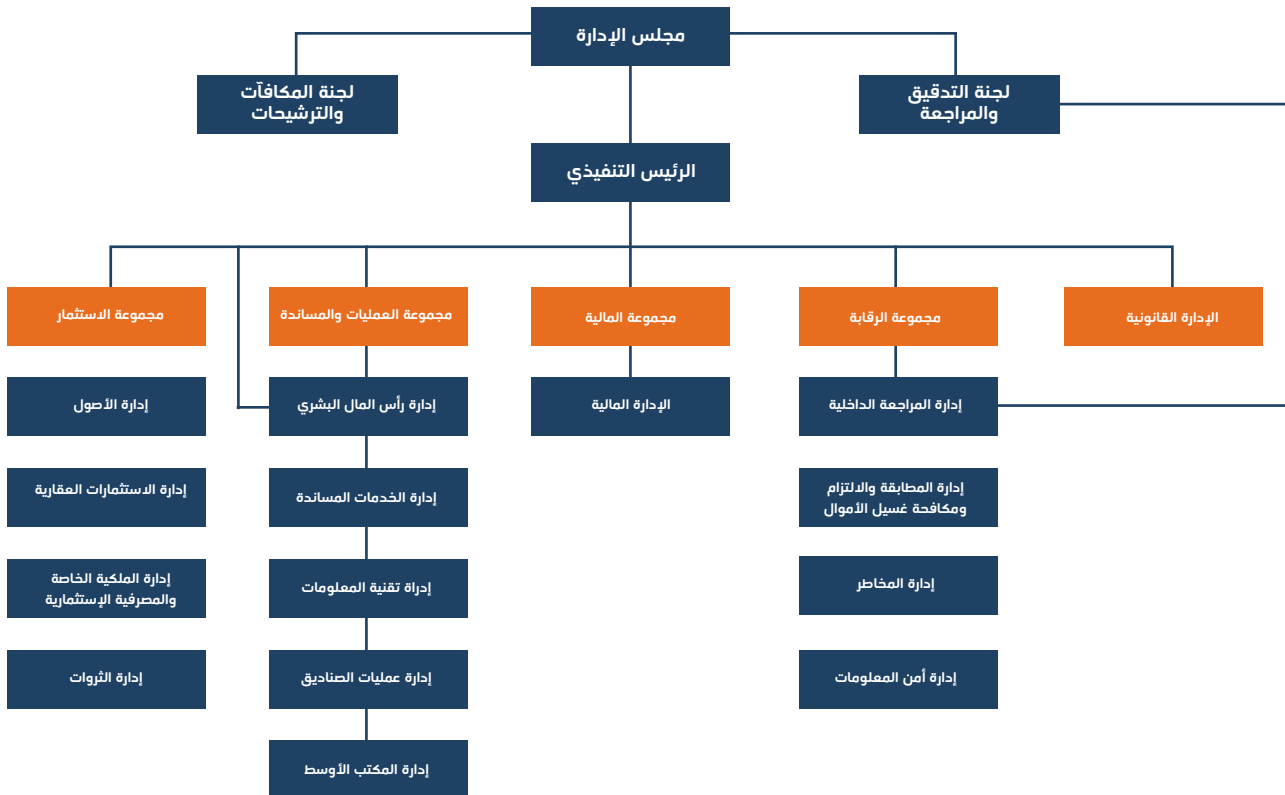 مجلس الإدارة
لجنة التدقيق
والمراجعة
لجنة المكافآت
والترشيحات
الرئيس التنفيذي
الإدارة القانونية
مجموعة الرقابة
مجموعة المالية
مجموعة العمليات والمساندة
مجموعة الاستثمار
إدارة المراجعة الداخلية
الإدارة المالية
إدارة رأس المال البشري
إدارة الأصول
إدارة المطابقة والالتزام
ومكافحة غسيل الأموال
إدارة الخدمات المساندة
إدارة الاستثمارات العقارية
إدارة المخاطر
إدراة تقنية المعلومات
إدارة الملكية الخاصة
والمصرفية الإستثمارية
إدارة أمن المعلومات
إدارة عمليات الصناديق
إدارة الثروات
إدارة المكتب الأوسط